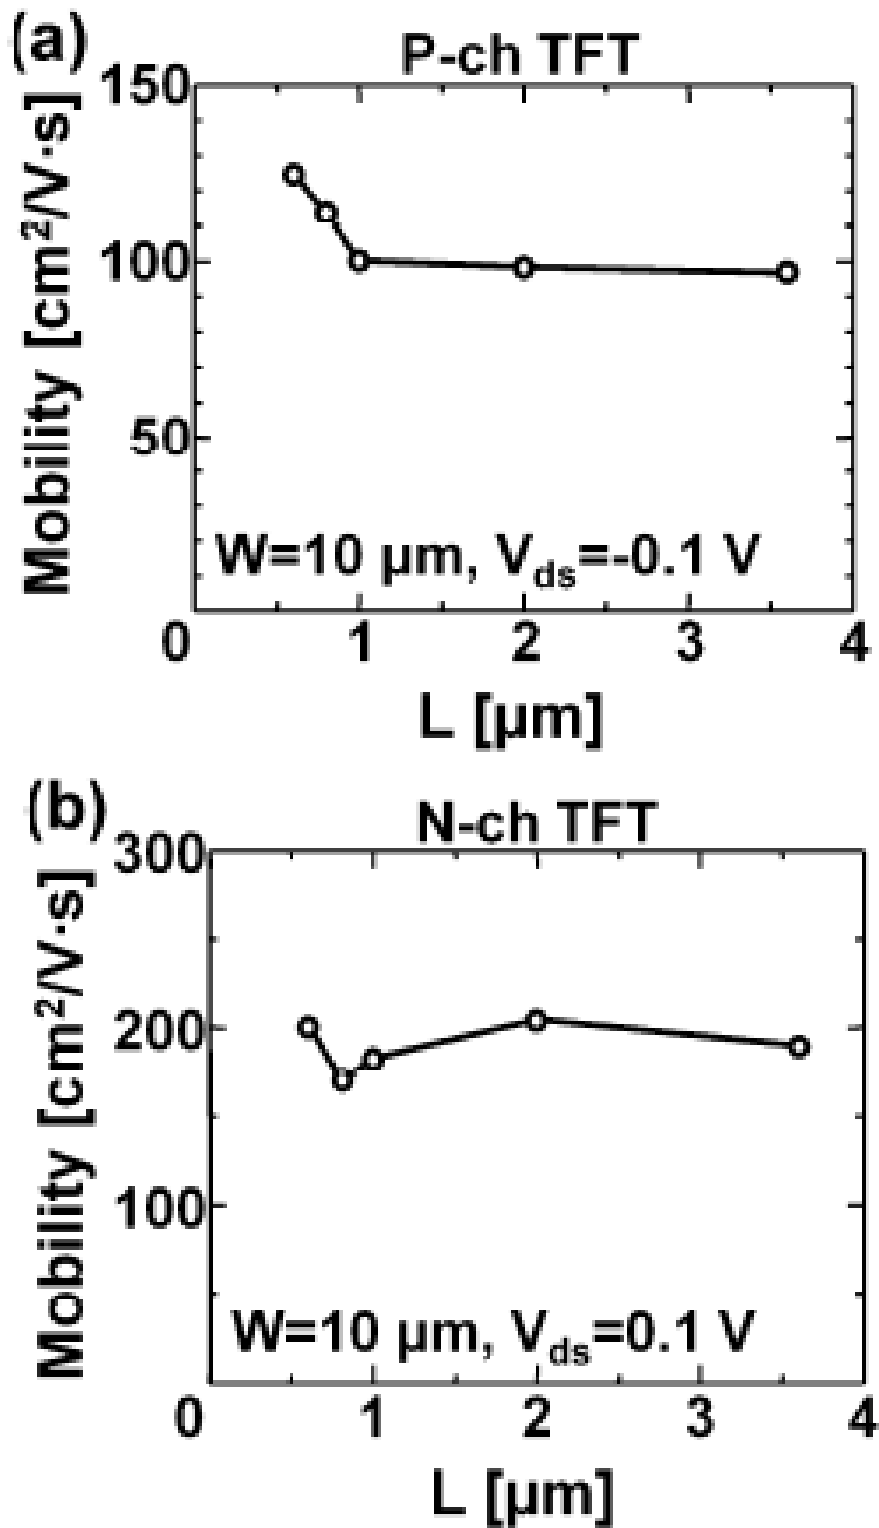 (a)
P-ch TFT
Mobility [cm²/V·s]
150
100
50
W=10 µm, V_ds=-0.1 V
0 1 2 3 4
L [µm]
(b)
N-ch TFT
Mobility [cm²/V·s]
300
200
100
W=10 µm, V_ds=0.1 V
0 1 2 3 4
L [µm]